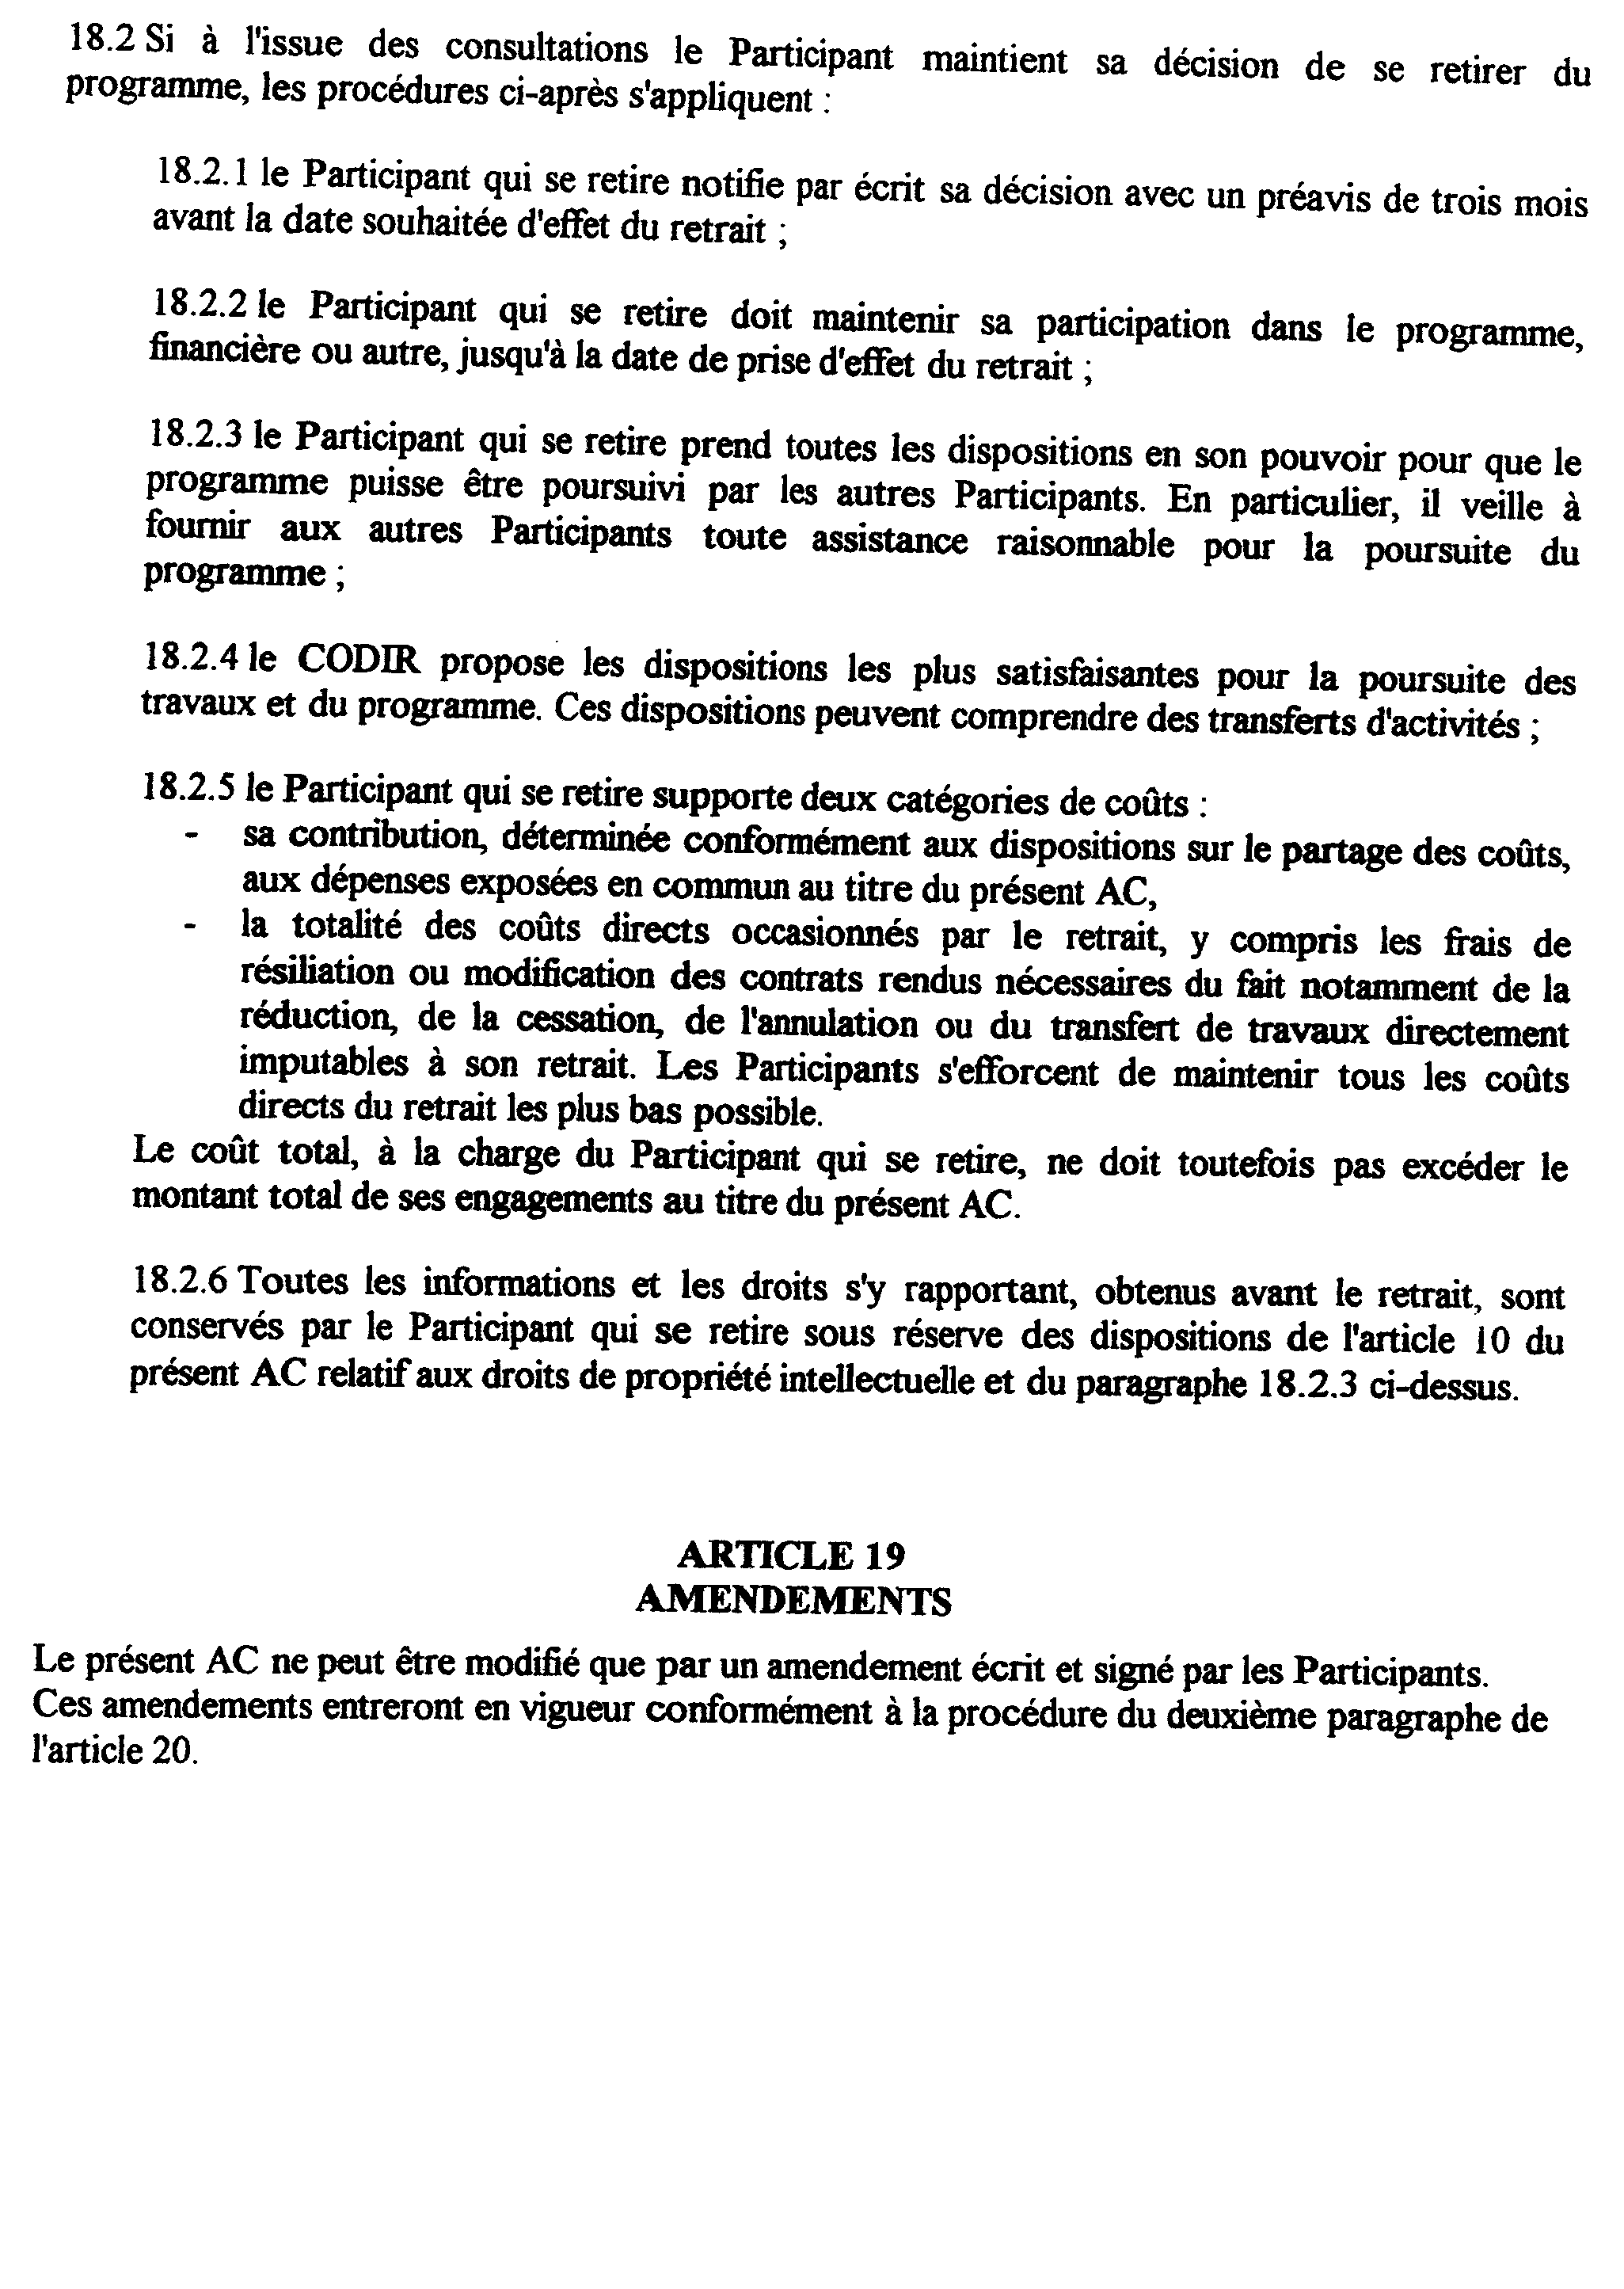 18.2 Si à l'issue des consultations le Participant maintient sa décision de se retirer du
programme, les procédures ci-après s'appliquent :
18.2.1 le Participant qui se retire notifie par écrit sa décision avec un préavis de trois mois
avant la date souhaitée d'effet du retrait ;
18.2.2 le Participant qui se retire doit maintenir sa participation dans le programme,
financière ou autre, jusqu'à la date de prise d'effet du retrait ;
18.2.3 le Participant qui se retire prend toutes les dispositions en son pouvoir pour que le
programme puisse être poursuivi par les autres Participants. En particulier, il veille à
fournir aux autres Participants toute assistance raisonnable pour la poursuite du
programme ;
18.2.4 le CODIR propose les dispositions les plus satisfaisantes pour la poursuite des
travaux et du programme. Ces dispositions peuvent comprendre des transferts d'activités ;
18.2.5 le Participant qui se retire supporte deux catégories de coûts :
- sa contribution, déterminée conformément aux dispositions sur le partage des coûts,
aux dépenses exposées en commun au titre du présent AC,
- la totalité des coûts directs occasionnés par le retrait, y compris les frais de
résiliation ou modification des contrats rendus nécessaires du fait notamment de la
réduction, de la cessation, de l'annulation ou du transfert de travaux directement
imputables à son retrait. Les Participants s'efforcent de maintenir tous les coûts
directs du retrait les plus bas possible.
Le coût total, à la charge du Participant qui se retire, ne doit toutefois pas excéder le
montant total de ses engagements au titre du présent AC.
18.2.6 Toutes les informations et les droits s'y rapportant, obtenus avant le retrait, sont
conservés par le Participant qui se retire sous réserve des dispositions de l'article 10 du
présent AC relatif aux droits de propriété intellectuelle et du paragraphe 18.2.3 ci-dessus.
ARTICLE 19
AMENDEMENTS
Le présent AC ne peut être modifié que par un amendement écrit et signé par les Participants.
Ces amendements entreront en vigueur conformément à la procédure du deuxième paragraphe de
l'article 20.